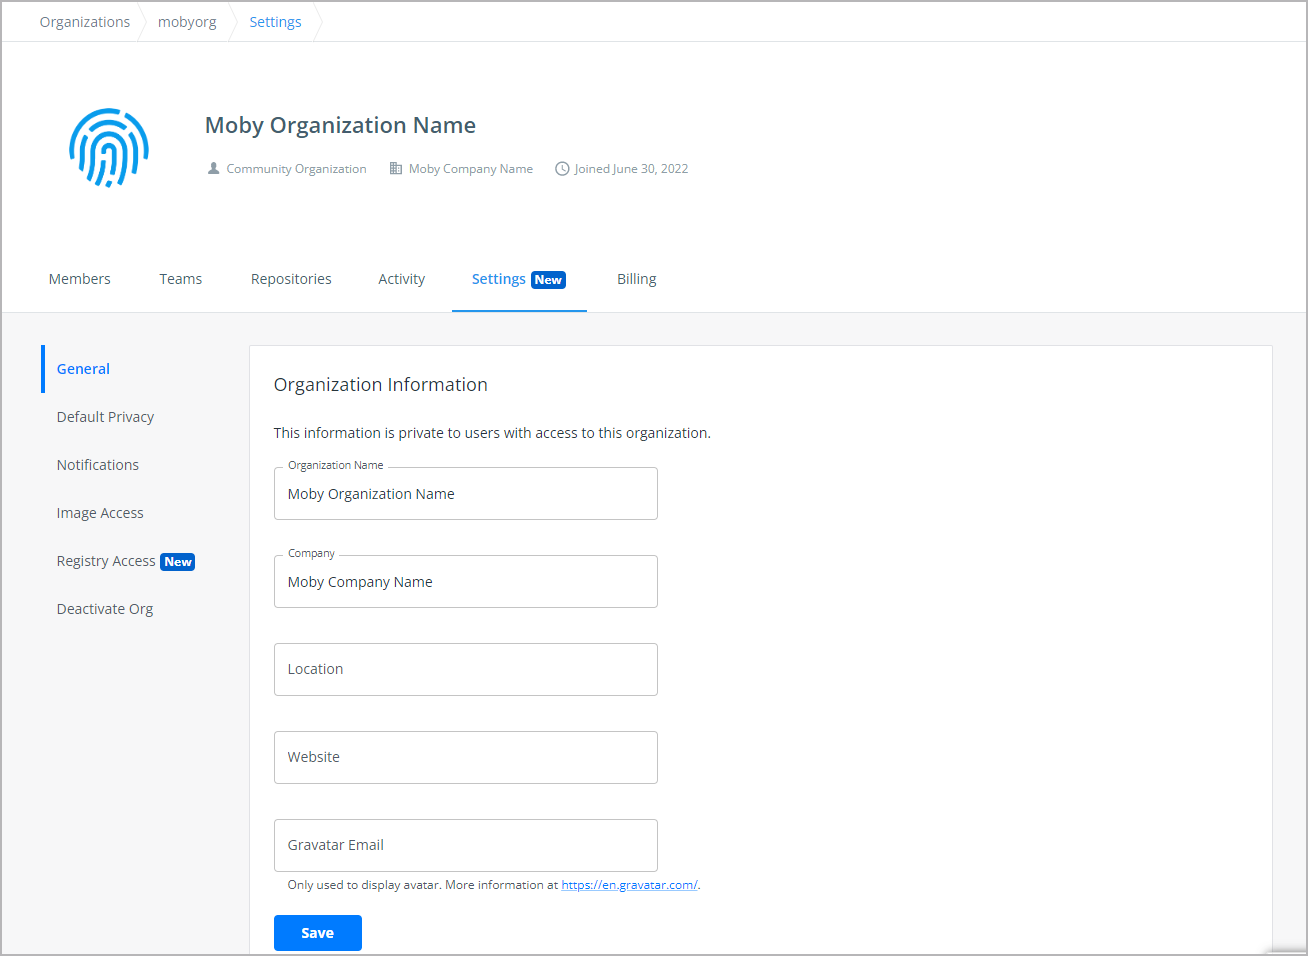 Organizations mobyorg Settings
Moby Organization Name
Community Organization Moby Company Name Joined June 30, 2022
Members Teams Repositories Activity Settings New Billing
General
Default Privacy
Notifications
Image Access
Registry Access New
Deactivate Org
Organization Information
This information is private to users with access to this organization.
Organization Name
Moby Organization Name
Company
Moby Company Name
Location
Website
Gravatar Email
Only used to display avatar. More information at https://en.gravatar.com/.
Save